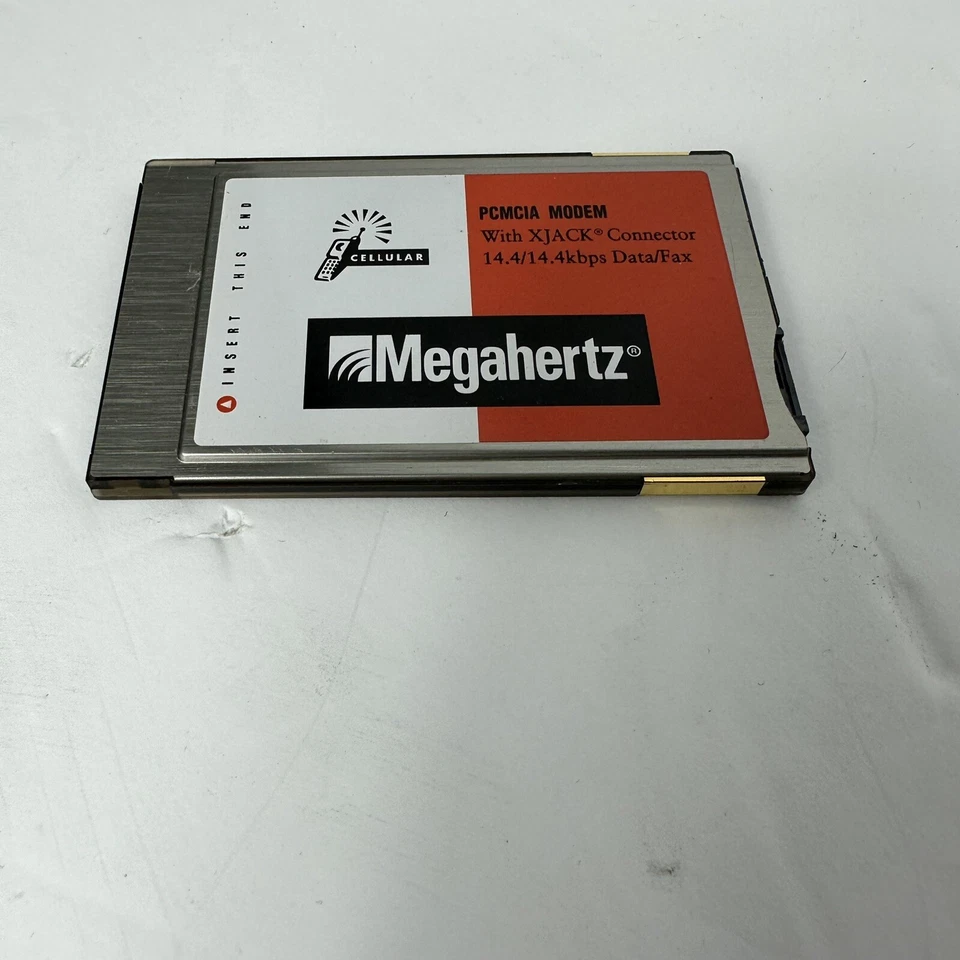 INSERT THIS END
CELLULAR
PCMCIA MODEM
With XJACK® Connector
14.4/14.4kbps Data/Fax
Megahertz®